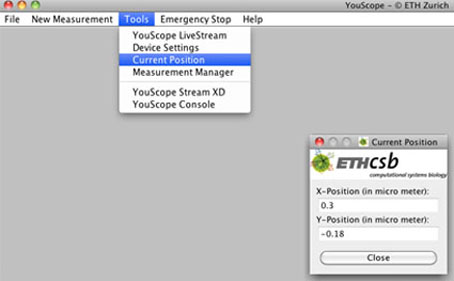 YouScope - © ETH Zurich
File New Measurement Tools Emergency Stop Help
YouScope LiveStream
Device Settings
Current Position
Measurement Manager
YouScope Stream XD
YouScope Console
Current Position
ETHcsb
computational systems biology
X-Position (in micro meter):
0.3
Y-Position (in micro meter):
-0.18
Close